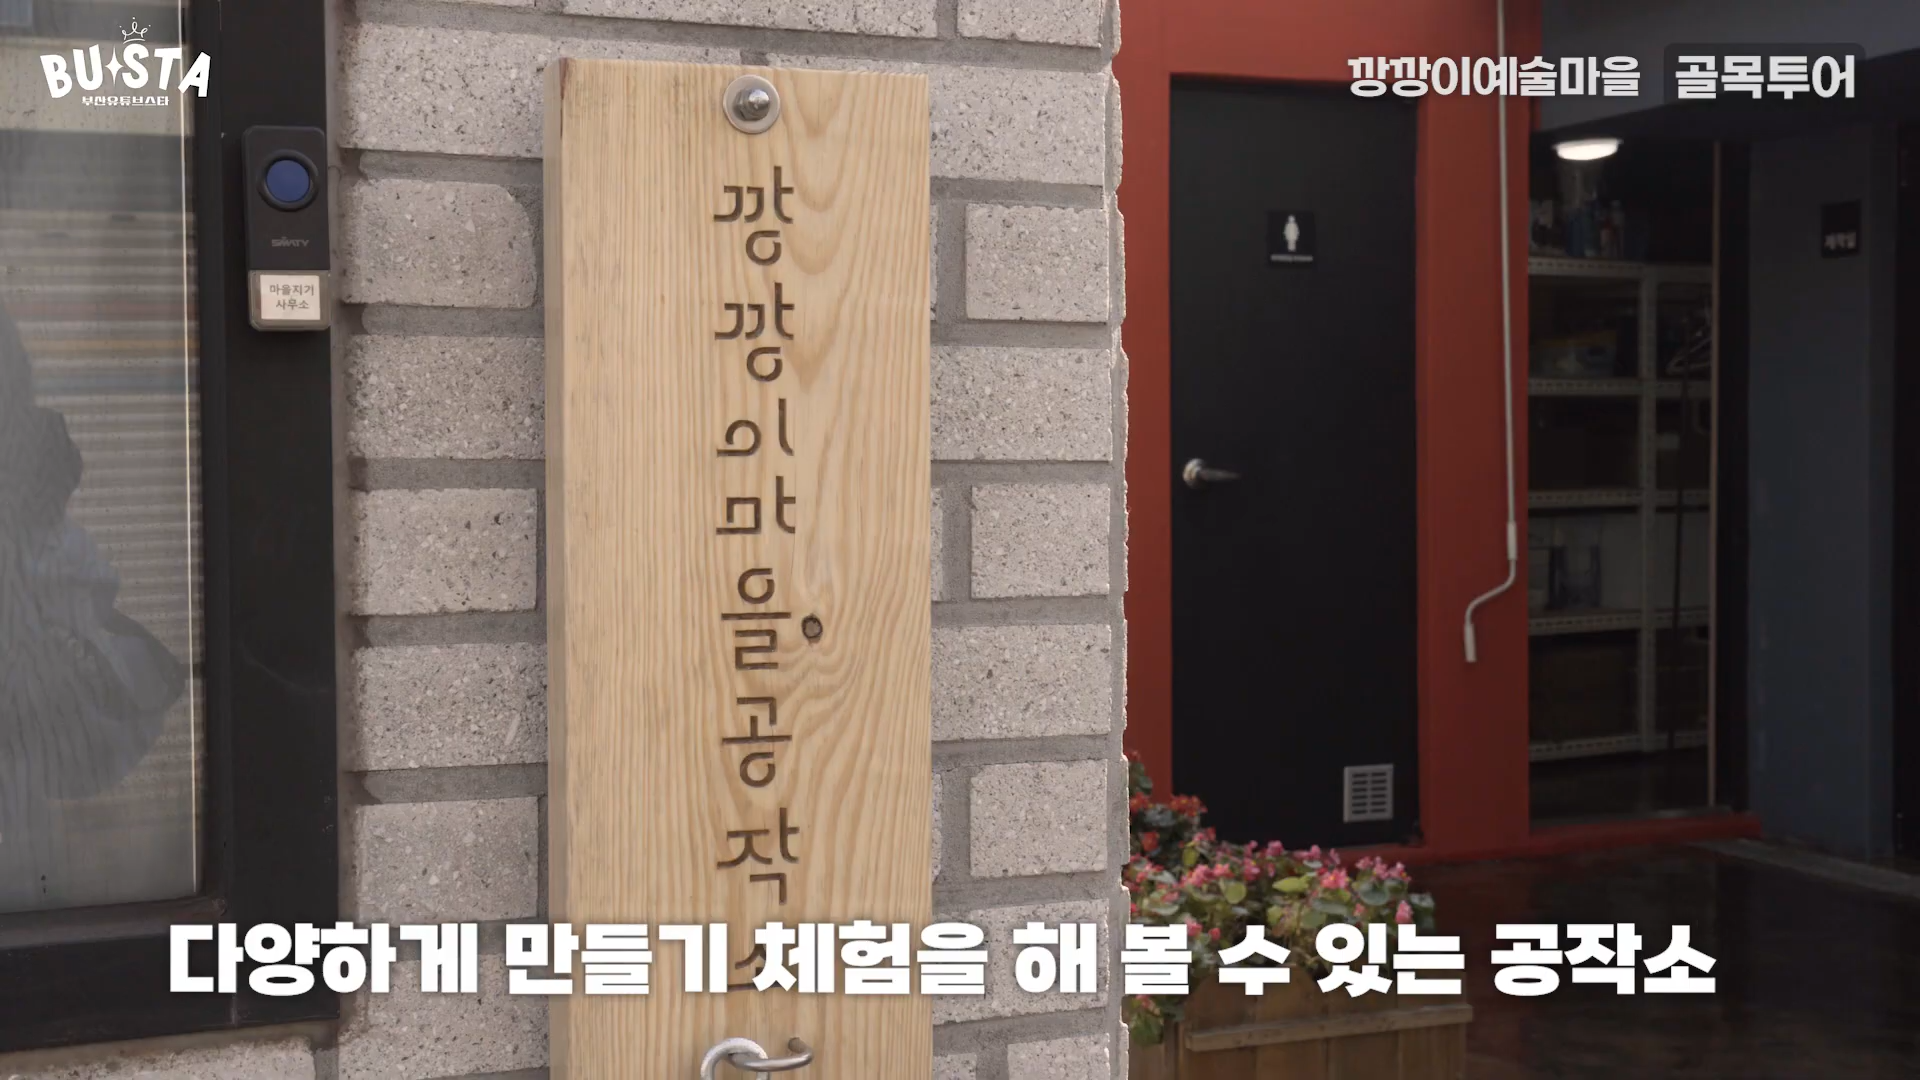 BUSTA
부산유튜브스타
깡깡이예술마을 골목투어
SMATY
마을지기
사무소
깡깡이마을공작소
다양하게 만들기 체험을 해 볼 수 있는 공작소